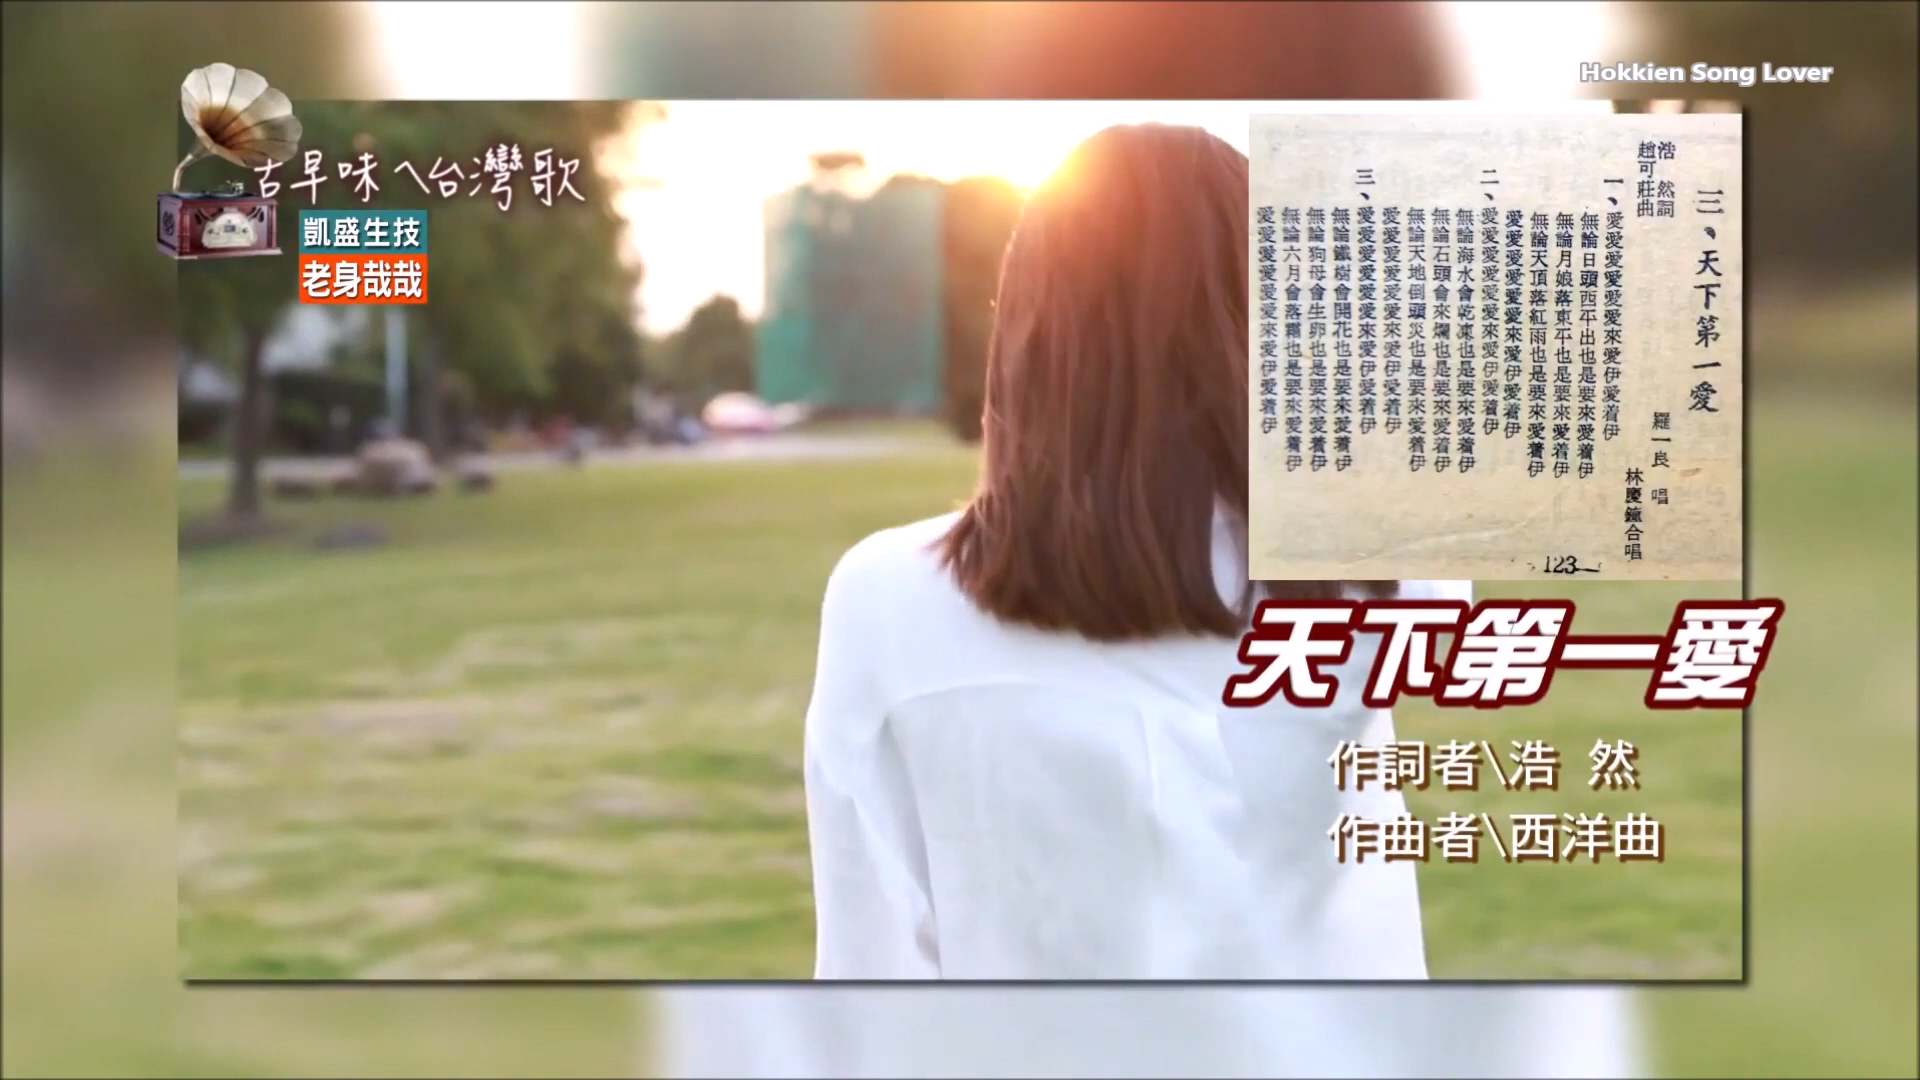 Hokkien Song Lover
古早味ㄟ台灣歌
凱盛生技
老身哉哉
三、天下第一愛
浩然詞
趙可莊曲
羅一良 唱
林慶鐘合唱
一、愛愛愛愛愛愛來愛伊愛着伊
無論日頭西平出也是要來愛着伊
無論月娘落東平也是要來愛着伊
無論天頂落紅雨也是要來愛着伊
愛愛愛愛愛愛來愛伊愛着伊
二、愛愛愛愛愛愛來愛伊愛着伊
無論海水會乾凍也是要來愛着伊
無論石頭會來爛也是要來愛着伊
無論天地倒頭災也是要來愛着伊
愛愛愛愛愛愛來愛伊愛着伊
三、愛愛愛愛愛愛來愛伊愛着伊
無論鐵樹會開花也是要來愛着伊
無論狗母會生卵也是要來愛着伊
無論六月會落霜也是要來愛着伊
愛愛愛愛愛愛來愛伊愛着伊
123
天下第一愛
作詞者\浩 然
作曲者\西洋曲